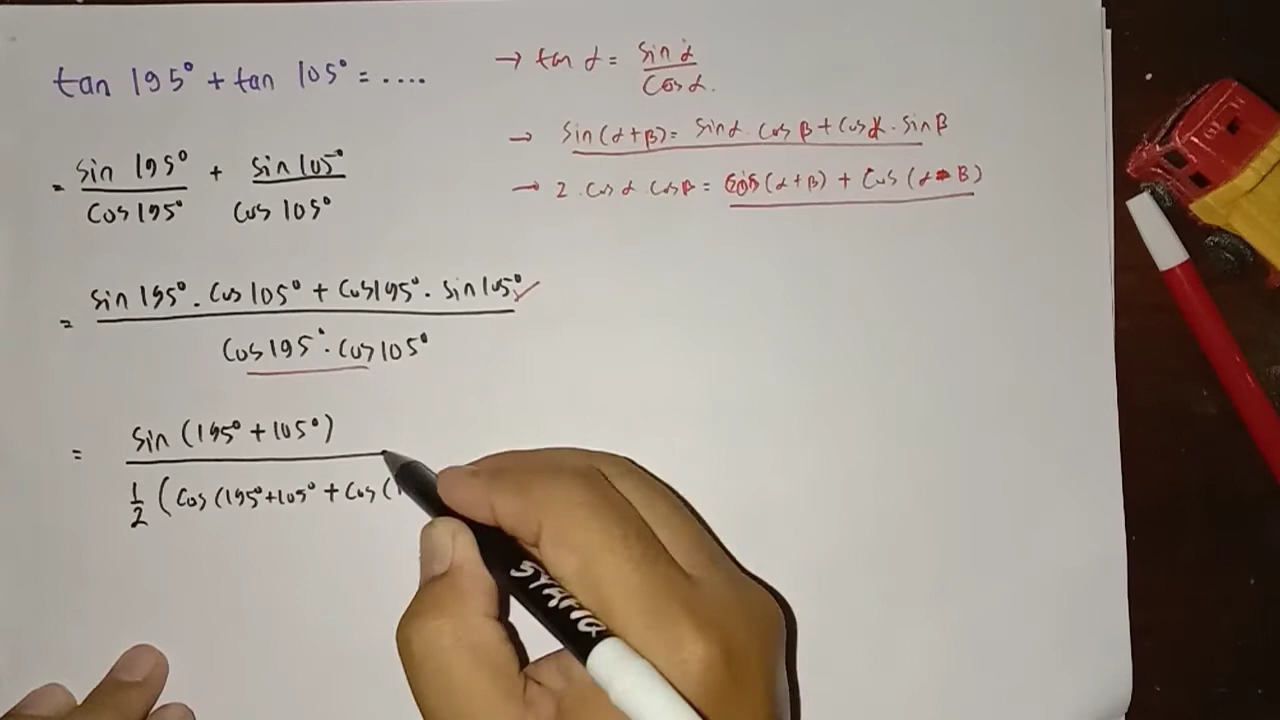 tan 195° + tan 105° = ....
= sin 195° / cos 195° + sin 105° / cos 105°
= sin 195° . cos 105° + cos 195° . sin 105° ✓ / cos 195° . cos 105°
= sin (195° + 105°) / 1/2 (cos (195° + 105° + cos (
→ tan α = sin α / cos α.
→ sin (α+β) = sin α . cos β + cos α . sin β
→ 2 . cos α cos β = cos (α+β) + cos (α - B)
SYAFIQ